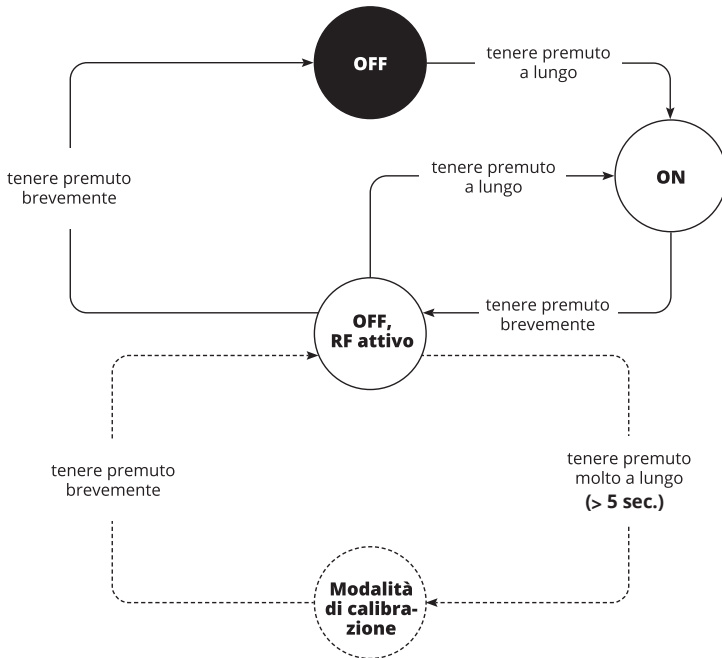 OFF
tenere premuto
a lungo
tenere premuto
brevemente
tenere premuto
a lungo
ON
OFF,
RF attivo
tenere premuto
brevemente
tenere premuto
brevemente
tenere premuto
molto a lungo
(> 5 sec.)
Modalità
di calibra-
zione